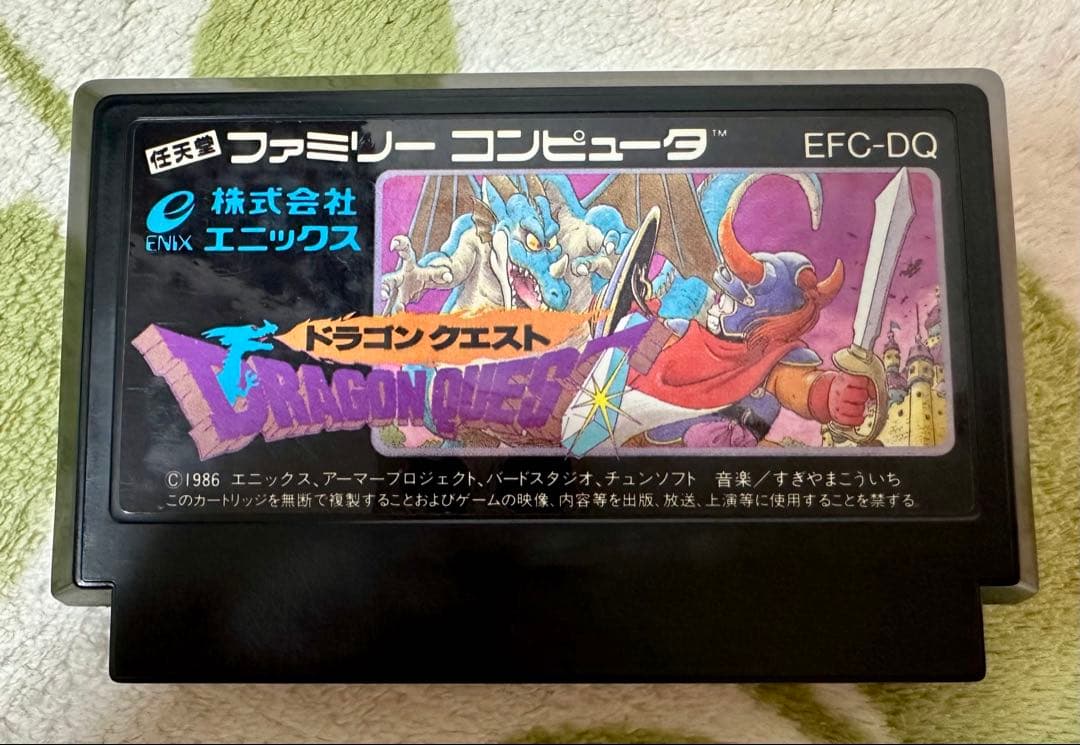 任天堂 ファミリー コンピュータ™ EFC-DQ
株式会社
ENIX エニックス
ドラゴン クエスト
DRAGON QUEST
©1986 エニックス、アーマープロジェクト、バードスタジオ、チュンソフト 音楽／すぎやまこういち
このカートリッジを無断で複製することおよびゲームの映像、内容等を出版、放送、上演等に使用することを禁ずる